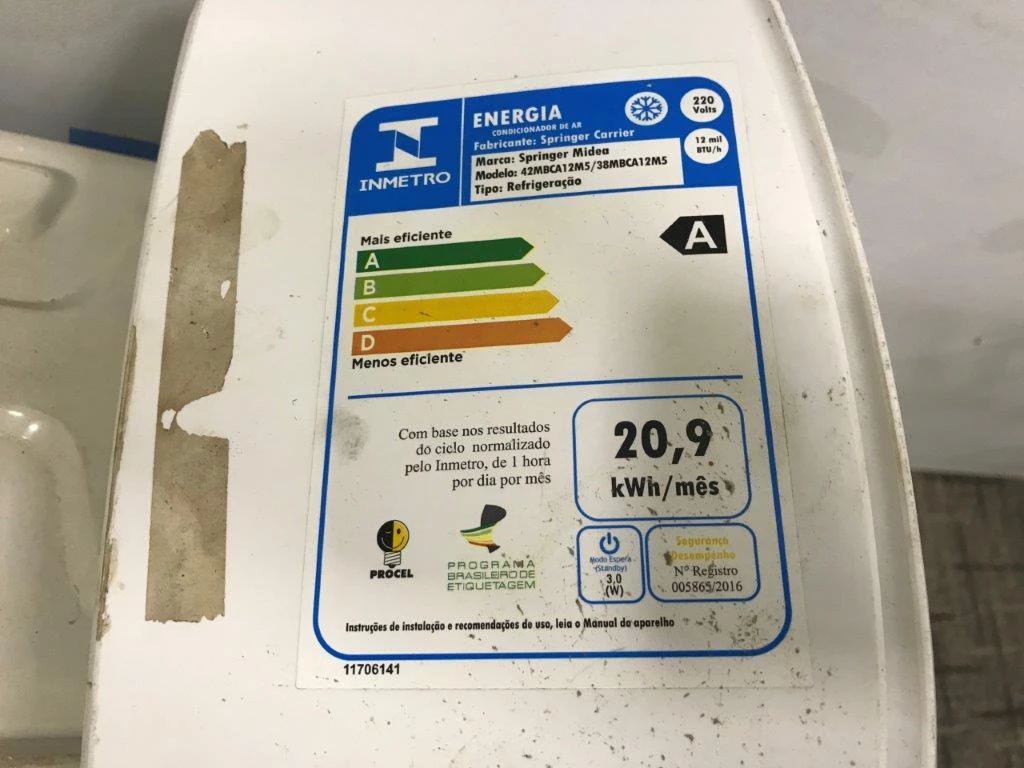 INMETRO
ENERGIA
CONDICIONADOR DE AR
Fabricante: Springer Carrier
Marca: Springer Midea
Modelo: 42MBCA12M5/38MBCA12M5
Tipo: Refrigeração
220
Volts
12 mil
BTU/h
Mais eficiente
A
B
C
D
Menos eficiente
A
Com base nos resultados
do ciclo normalizado
pelo Inmetro, de 1 hora
por dia por mês
20,9
kWh/mês
PROCEL
PROGRAMA
BRASILEIRO DE
ETIQUETAGEM
Modo Espera
(Standby)
3.0
(W)
Segurança
Desempenho
Nº Registro
005865/2016
Instruções de instalação e recomendações de uso, leia o Manual do aparelho
11706141